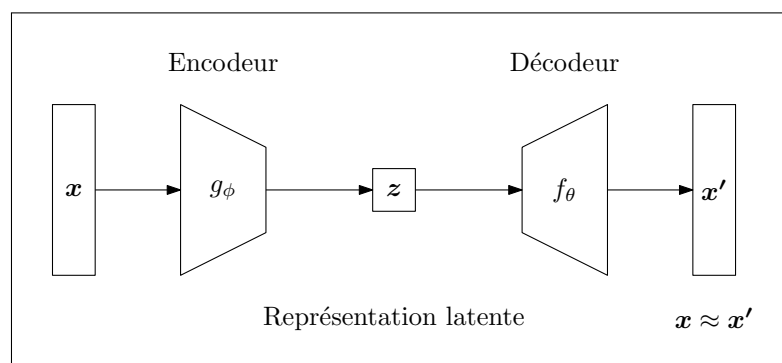 Encodeur
Décodeur
x
g_ϕ
z
f_θ
x′
Représentation latente
x ≈ x′